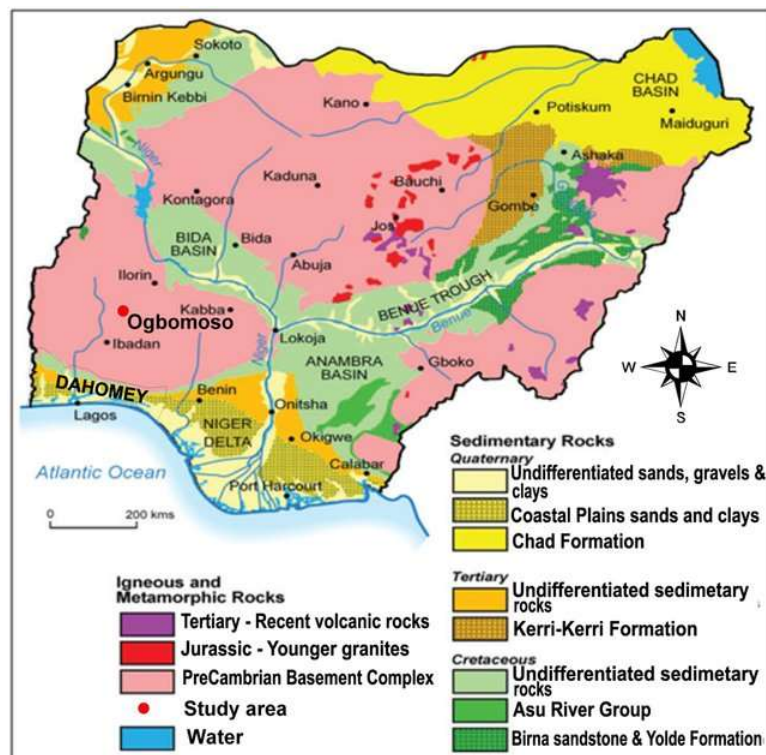 Sokoto
Argungu
Birnin Kebbi
Kano
CHAD
BASIN
Potiskum
Maiduguri
Niger
Ashaka
Kaduna
Bauchi
Kontagora
Gombe
Jos
BIDA
BASIN
Bida
Abuja
Ilorin
BENUE TROUGH
Kabba
Ogbomoso
Benue
Lokoja
Ibadan
Niger
ANAMBRA
BASIN
Gboko
N
W
E
S
DAHOMEY
Benin
Lagos
Onitsha
NIGER
DELTA
Okigwe
Calabar
Atlantic Ocean
Port Harcourt
0 200 kms
Igneous and
Metamorphic Rocks
Tertiary - Recent volcanic rocks
Jurassic - Younger granites
PreCambrian Basement Complex
Study area
Water
Sedimentary Rocks
Quaternary
Undifferentiated sands, gravels &
clays
Coastal Plains sands and clays
Chad Formation
Tertiary
Undifferentiated sedimetary
rocks
Kerri-Kerri Formation
Cretaceous
Undifferentiated sedimetary
rocks
Asu River Group
Birna sandstone & Yolde Formation